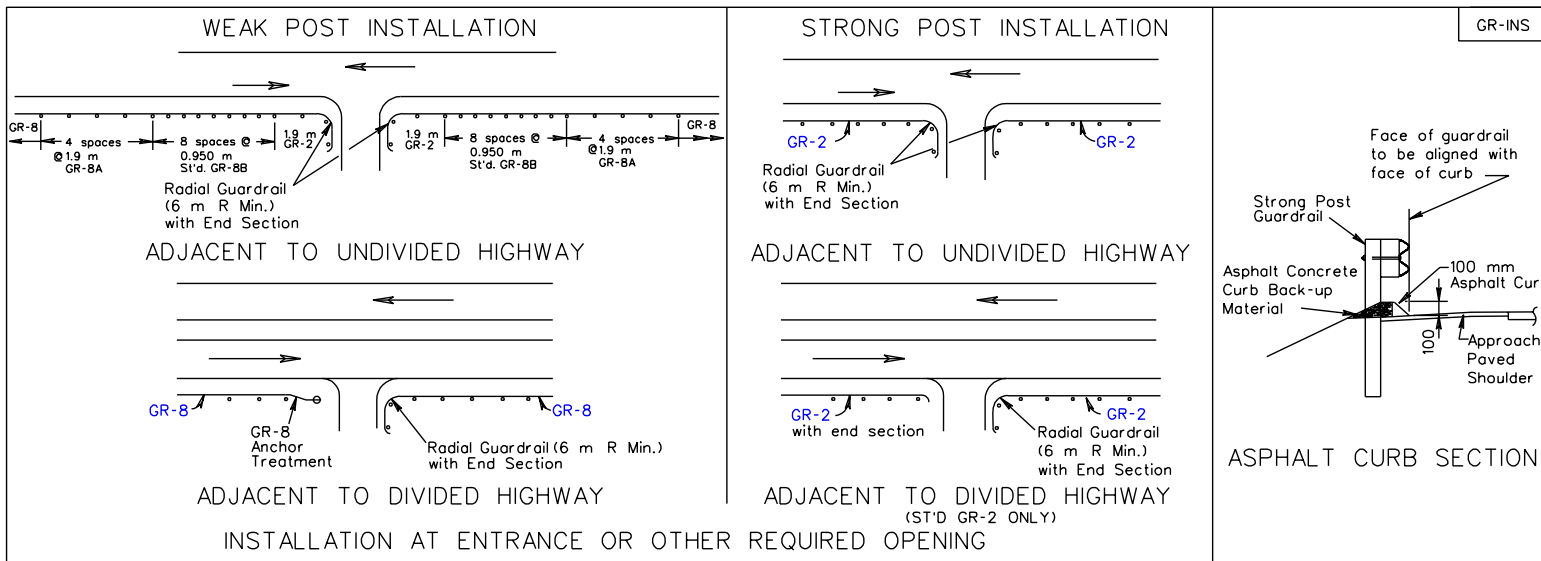 WEAK POST INSTALLATION
GR-8
4 spaces
@1.9 m
GR-8A
8 spaces @
0.950 m
St'd. GR-8B
1.9 m
GR-2
1.9 m
GR-2
8 spaces @
0.950 m
St'd. GR-8B
4 spaces
@1.9 m
GR-8A
GR-8
Radial Guardrail
(6 m R Min.)
with End Section
ADJACENT TO UNDIVIDED HIGHWAY
GR-8
GR-8
Anchor
Treatment
Radial Guardrail (6 m R Min.)
with End Section
GR-8
ADJACENT TO DIVIDED HIGHWAY
STRONG POST INSTALLATION
GR-2
GR-2
Radial Guardrail
(6 m R Min.)
with End Section
ADJACENT TO UNDIVIDED HIGHWAY
GR-2
with end section
GR-2
Radial Guardrail
(6 m R Min.)
with End Section
ADJACENT TO DIVIDED HIGHWAY
(ST'D GR-2 ONLY)
INSTALLATION AT ENTRANCE OR OTHER REQUIRED OPENING
GR-INS
Face of guardrail
to be aligned with
face of curb
Strong Post
Guardrail
Asphalt Concrete
Curb Back-up
Material
100 mm
Asphalt Cur
100
Approach
Paved
Shoulder
ASPHALT CURB SECTION